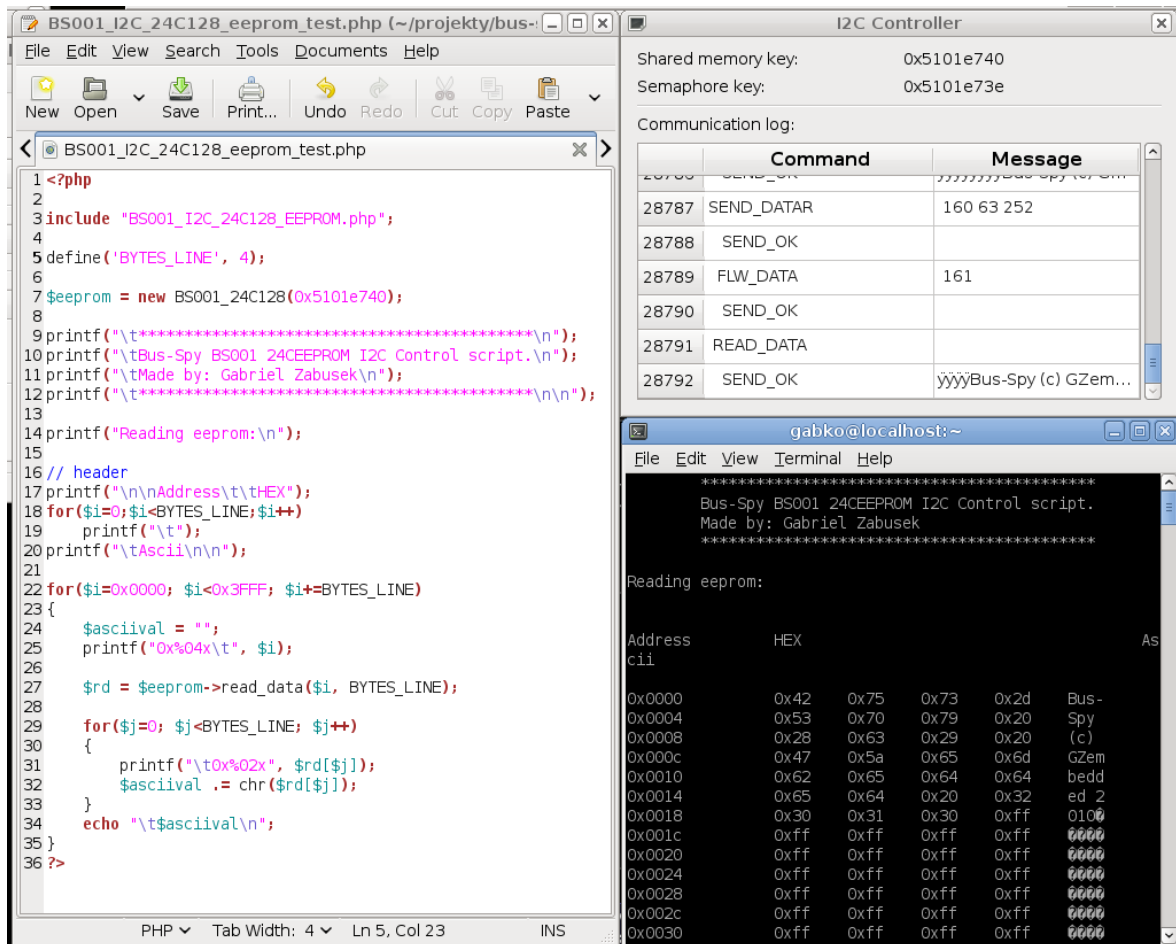 BS001_I2C_24C128_eeprom_test.php (~/projekty/bus-
File Edit View Search Tools Documents Help
New Open Save Print... Undo Redo Cut Copy Paste
BS001_I2C_24C128_eeprom_test.php
1 <?php
2
3 include "BS001_I2C_24C128_EEPROM.php";
4
5 define('BYTES_LINE', 4);
6
7 $eeprom = new BS001_24C128(0x5101e740);
8
9 printf("\t*******************************************\n");
10 printf("\tBus-Spy BS001 24CEEPROM I2C Control script.\n");
11 printf("\tMade by: Gabriel Zabusek\n");
12 printf("\t*******************************************\n\n");
13
14 printf("Reading eeprom:\n");
15
16 // header
17 printf("\n\nAddress\t\tHEX");
18 for($i=0;$i<BYTES_LINE;$i++)
19     printf("\t");
20 printf("\tAscii\n\n");
21
22 for($i=0x0000; $i<0x3FFF; $i+=BYTES_LINE)
23 {
24     $asciival = "";
25     printf("0x%04x\t", $i);
26
27     $rd = $eeprom->read_data($i, BYTES_LINE);
28
29     for($j=0; $j<BYTES_LINE; $j++)
30     {
31         printf("\t0x%02x", $rd[$j]);
32         $asciival .= chr($rd[$j]);
33     }
34     echo "\t$asciival\n";
35 }
36 ?>
PHP Tab Width: 4 Ln 5, Col 23 INS
I2C Controller
Shared memory key: 0x5101e740
Semaphore key: 0x5101e73e
Communication log:
Command Message
28787 SEND_DATAR 160 63 252
28788 SEND_OK
28789 FLW_DATA 161
28790 SEND_OK
28791 READ_DATA
28792 SEND_OK ÿÿÿÿBus-Spy (c) GZem...
gabko@localhost:~
File Edit View Terminal Help
*******************************************
Bus-Spy BS001 24CEEPROM I2C Control script.
Made by: Gabriel Zabusek
*******************************************
Reading eeprom:
Address HEX As
cii
0x0000 0x42 0x75 0x73 0x2d Bus-
0x0004 0x53 0x70 0x79 0x20 Spy
0x0008 0x28 0x63 0x29 0x20 (c)
0x000c 0x47 0x5a 0x65 0x6d GZem
0x0010 0x62 0x65 0x64 0x64 bedd
0x0014 0x65 0x64 0x20 0x32 ed 2
0x0018 0x30 0x31 0x30 0xff 010�
0x001c 0xff 0xff 0xff 0xff ����
0x0020 0xff 0xff 0xff 0xff ����
0x0024 0xff 0xff 0xff 0xff ����
0x0028 0xff 0xff 0xff 0xff ����
0x002c 0xff 0xff 0xff 0xff ����
0x0030 0xff 0xff 0xff 0xff ����